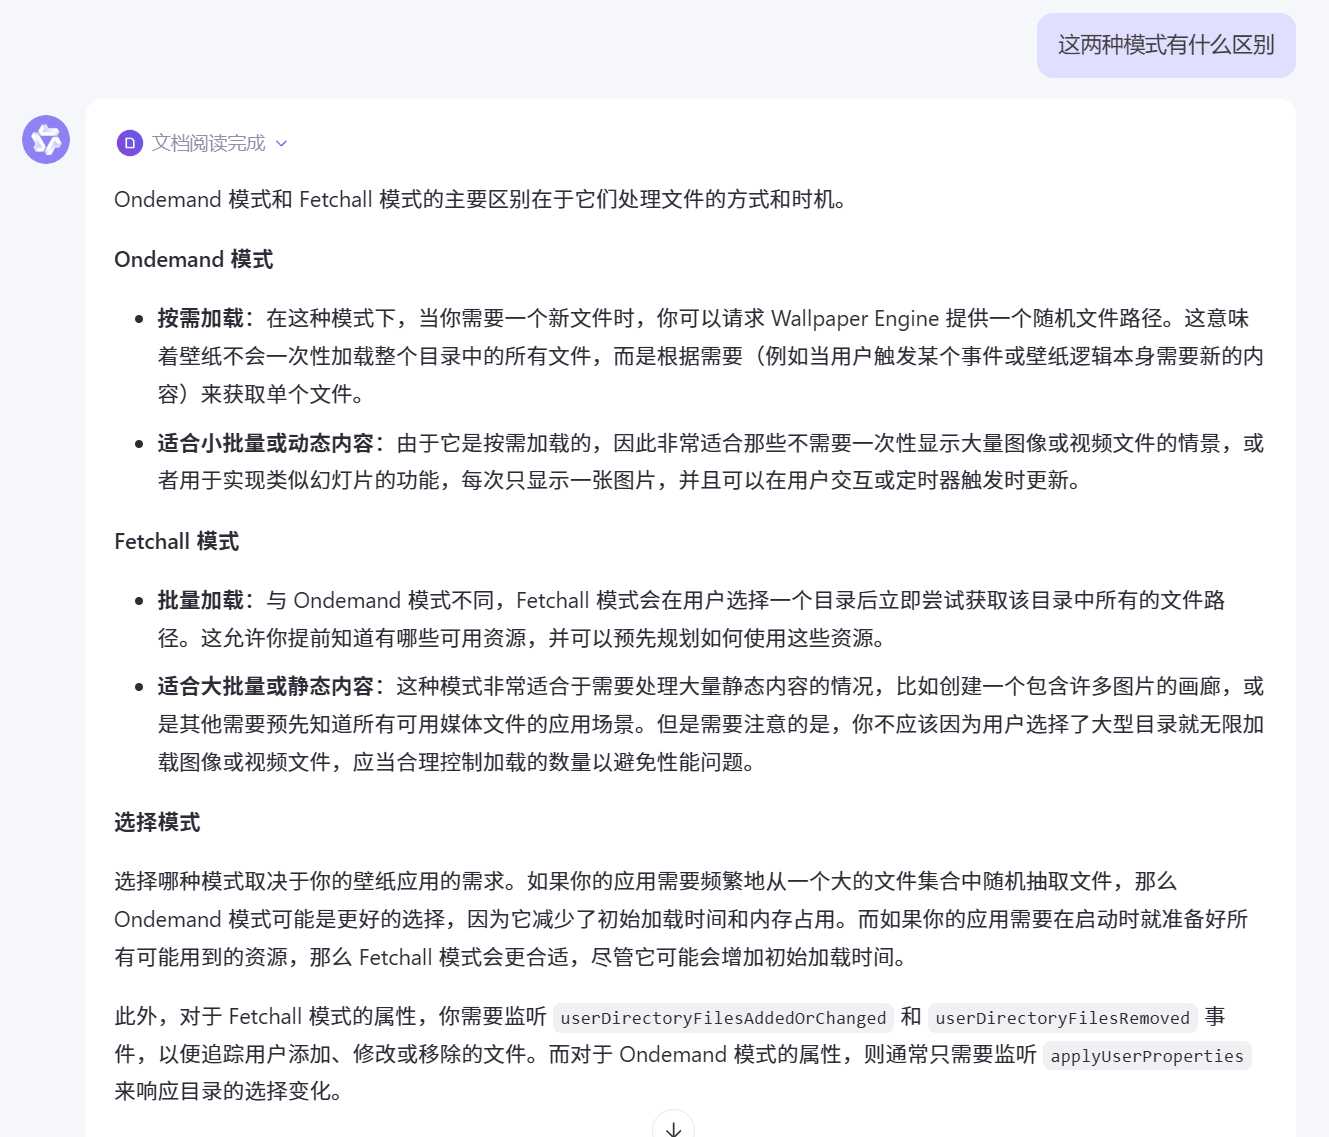 这两种模式有什么区别
D 文档阅读完成
Ondemand 模式和 Fetchall 模式的主要区别在于它们处理文件的方式和时机。
Ondemand 模式
按需加载：在这种模式下，当你需要一个新文件时，你可以请求 Wallpaper Engine 提供一个随机文件路径。这意味
着壁纸不会一次性加载整个目录中的所有文件，而是根据需要（例如当用户触发某个事件或壁纸逻辑本身需要新的内
容）来获取单个文件。
适合小批量或动态内容：由于它是按需加载的，因此非常适合那些不需要一次性显示大量图像或视频文件的情景，或
者用于实现类似幻灯片的功能，每次只显示一张图片，并且可以在用户交互或定时器触发时更新。
Fetchall 模式
批量加载：与 Ondemand 模式不同，Fetchall 模式会在用户选择一个目录后立即尝试获取该目录中所有的文件路
径。这允许你提前知道有哪些可用资源，并可以预先规划如何使用这些资源。
适合大批量或静态内容：这种模式非常适合于需要处理大量静态内容的情况，比如创建一个包含许多图片的画廊，或
是其他需要预先知道所有可用媒体文件的应用场景。但是需要注意的是，你不应该因为用户选择了大型目录就无限加
载图像或视频文件，应当合理控制加载的数量以避免性能问题。
选择模式
选择哪种模式取决于你的壁纸应用的需求。如果你的应用需要频繁地从一个大的文件集合中随机抽取文件，那么
Ondemand 模式可能是更好的选择，因为它减少了初始加载时间和内存占用。而如果你的应用需要在启动时就准备好所
有可能用到的资源，那么 Fetchall 模式会更合适，尽管它可能会增加初始加载时间。
此外，对于 Fetchall 模式的属性，你需要监听 userDirectoryFilesAddedOrChanged 和 userDirectoryFilesRemoved 事
件，以便追踪用户添加、修改或移除的文件。而对于 Ondemand 模式的属性，则通常只需要监听 applyUserProperties
来响应目录的选择变化。